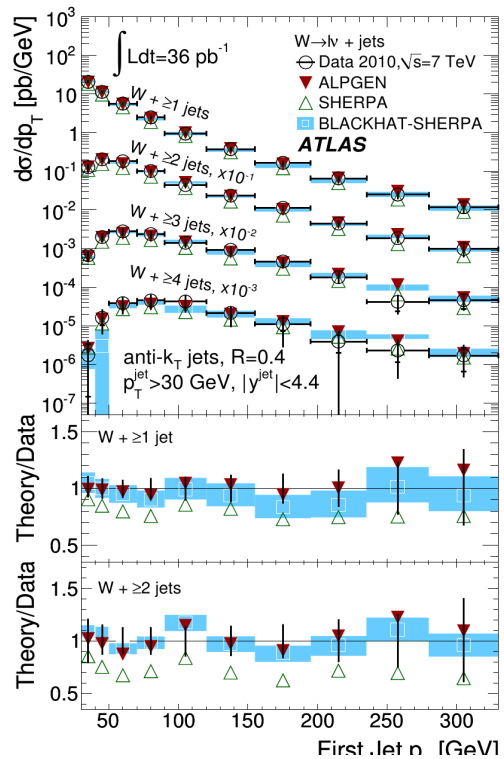 dσ/dp_T [pb/GeV]
10³
10²
10
1
10⁻¹
10⁻²
10⁻³
10⁻⁴
10⁻⁵
10⁻⁶
10⁻⁷
∫Ldt=36 pb⁻¹
W→lν + jets
Data 2010,√s=7 TeV
ALPGEN
SHERPA
BLACKHAT-SHERPA
ATLAS
W + ≥1 jets
W + ≥2 jets, x10⁻¹
W + ≥3 jets, x10⁻²
W + ≥4 jets, x10⁻³
anti-k_T jets, R=0.4
p_T^jet>30 GeV, |y^jet|<4.4
Theory/Data
1.5
1
0.5
W + ≥1 jet
Theory/Data
1.5
1
0.5
W + ≥2 jets
50 100 150 200 250 300
First Jet p [GeV]